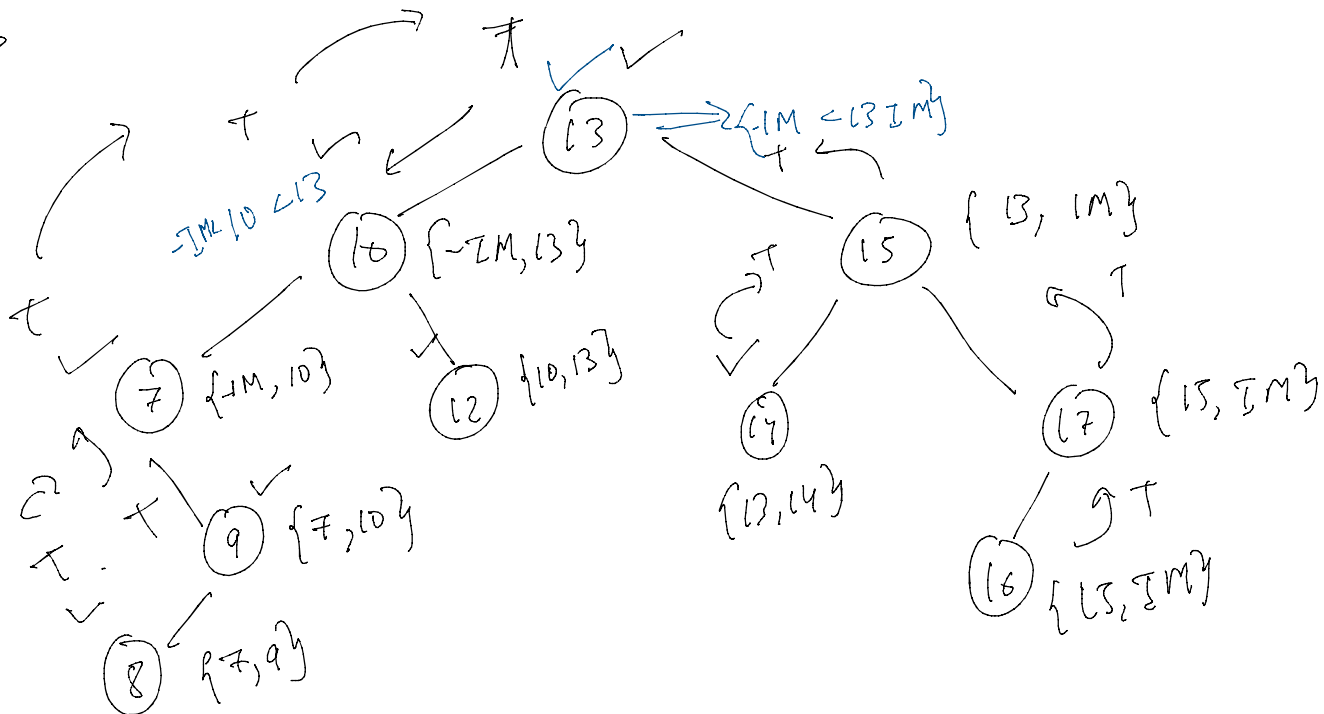 T
T
13
{-IM < 13 IM}
T
-IM < 10 < 13
10
{-IM, 13}
15
{ 13, IM}
T
T
T
7
{-IM, 10}
12
{10, 13}
14
{13, 14}
17
{15, IM}
T
T
9
{7, 10}
T
16
{15, IM}
8
{7, 9}